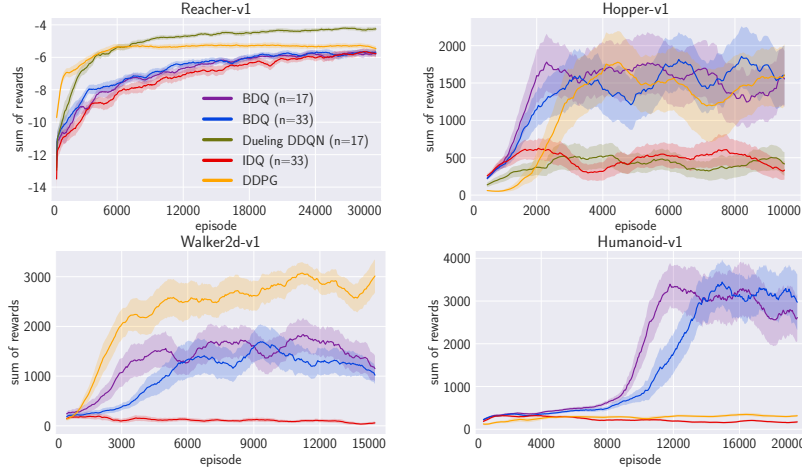 Reacher-v1
sum of rewards
-4
-6
-8
-10
-12
-14
0 6000 12000 18000 24000 30000
episode
BDQ (n=17)
BDQ (n=33)
Dueling DDQN (n=17)
IDQ (n=33)
DDPG
Hopper-v1
sum of rewards
2000
1500
1000
500
0
0 2000 4000 6000 8000 10000
episode
Walker2d-v1
sum of rewards
3000
2000
1000
0
0 3000 6000 9000 12000 15000
episode
Humanoid-v1
sum of rewards
4000
3000
2000
1000
0
0 4000 8000 12000 16000 20000
episode